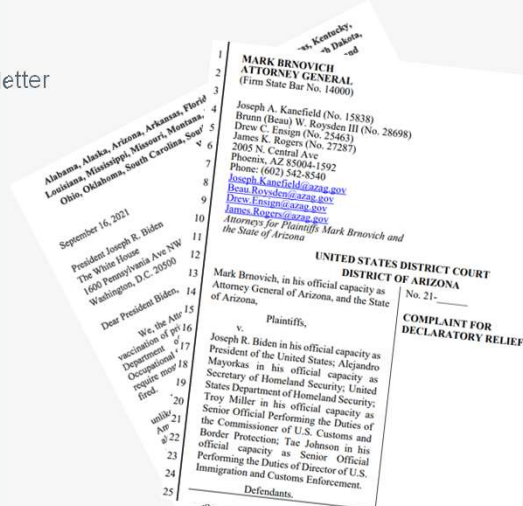 etter
as, Kentucky,
h Dakota,
nd
Alabama, Alaska, Arizona, Arkansas, Florid
Louisiana, Mississippi, Missouri, Montana,
Ohio, Oklahoma, South Carolina, Sou
September 16, 2021
President Joseph R. Biden
The White House
1600 Pennsylvania Ave NW
Washington, D.C. 20500
Dear President Biden,
We, the Atto
vaccination of pri
Department of
Occupational
require mor
fired.
unlik
Am
1
2
3
4
5
6
7
8
9
10
11
12
13
14
15
16
17
18
19
20
21
22
23
24
25
MARK BRNOVICH
ATTORNEY GENERAL
(Firm State Bar No. 14000)
Joseph A. Kanefield (No. 15838)
Brunn (Beau) W. Roysden III (No. 28698)
Drew C. Ensign (No. 25463)
James K. Rogers (No. 27287)
2005 N. Central Ave
Phoenix, AZ 85004-1592
Phone: (602) 542-8540
Joseph.Kanefield@azag.gov
Beau.Roysden@azag.gov
Drew.Ensign@azag.gov
James.Rogers@azag.gov
Attorneys for Plaintiffs Mark Brnovich and
the State of Arizona
UNITED STATES DISTRICT COURT
DISTRICT OF ARIZONA
Mark Brnovich, in his official capacity as
Attorney General of Arizona, and the State
of Arizona,
Plaintiffs,
v.
Joseph R. Biden in his official capacity as
President of the United States; Alejandro
Mayorkas in his official capacity as
Secretary of Homeland Security; United
States Department of Homeland Security;
Troy Miller in his official capacity as
Senior Official Performing the Duties of
the Commissioner of U.S. Customs and
Border Protection; Tae Johnson in his
official capacity as Senior Official
Performing the Duties of Director of U.S.
Immigration and Customs Enforcement.
Defendants.
No. 21-______
COMPLAINT FOR
DECLARATORY RELIEF